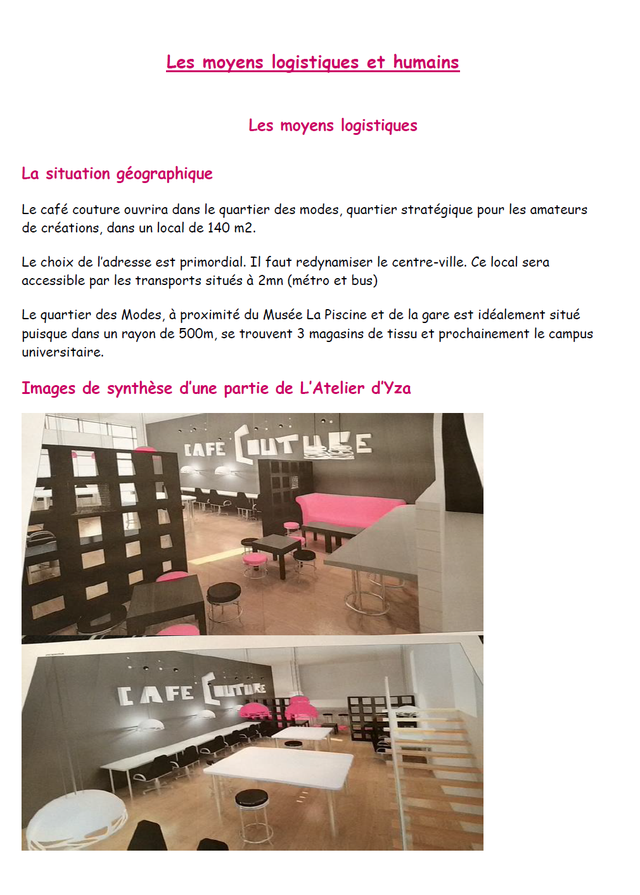 Les moyens logistiques et humains
Les moyens logistiques
La situation géographique
Le café couture ouvrira dans le quartier des modes, quartier stratégique pour les amateurs
de créations, dans un local de 140 m2.
Le choix de l’adresse est primordial. Il faut redynamiser le centre-ville. Ce local sera
accessible par les transports situés à 2mn (métro et bus)
Le quartier des Modes, à proximité du Musée La Piscine et de la gare est idéalement situé
puisque dans un rayon de 500m, se trouvent 3 magasins de tissu et prochainement le campus
universitaire.
Images de synthèse d’une partie de L’Atelier d’Yza
CAFE COUTURE
CAFE COUTURE